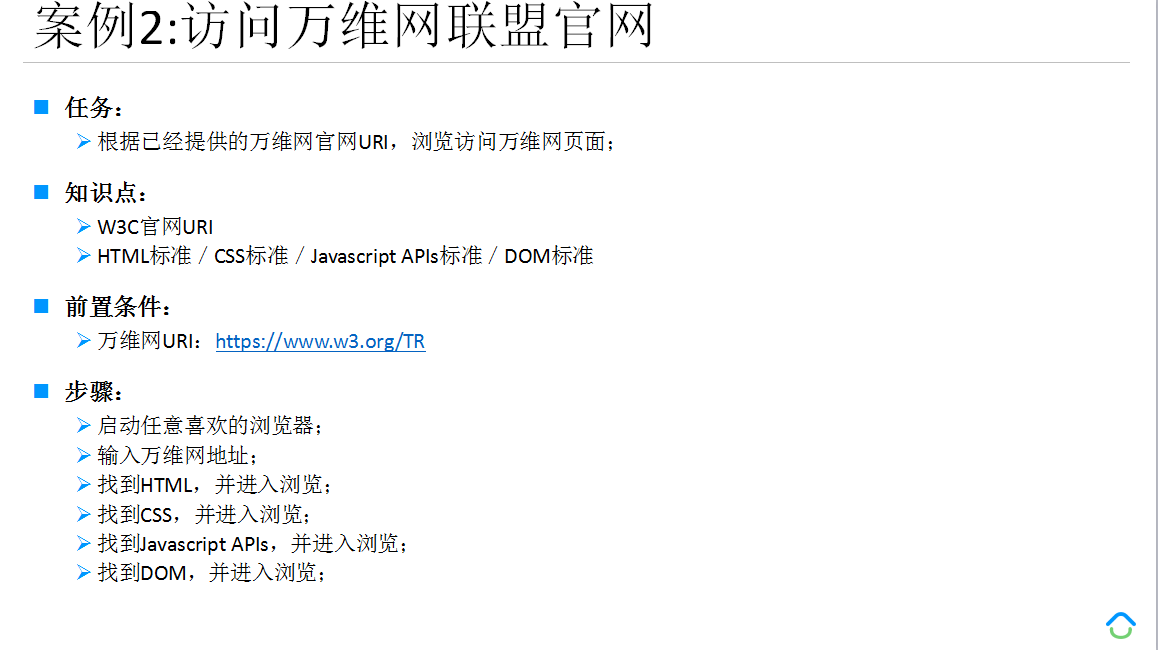 案例2:访问万维网联盟官网
任务：
根据已经提供的万维网官网URI，浏览访问万维网页面；
知识点：
W3C官网URI
HTML标准 / CSS标准 / Javascript APIs标准 / DOM标准
前置条件：
万维网URI：https://www.w3.org/TR
步骤：
启动任意喜欢的浏览器；
输入万维网地址；
找到HTML，并进入浏览；
找到CSS，并进入浏览；
找到Javascript APIs，并进入浏览；
找到DOM，并进入浏览；